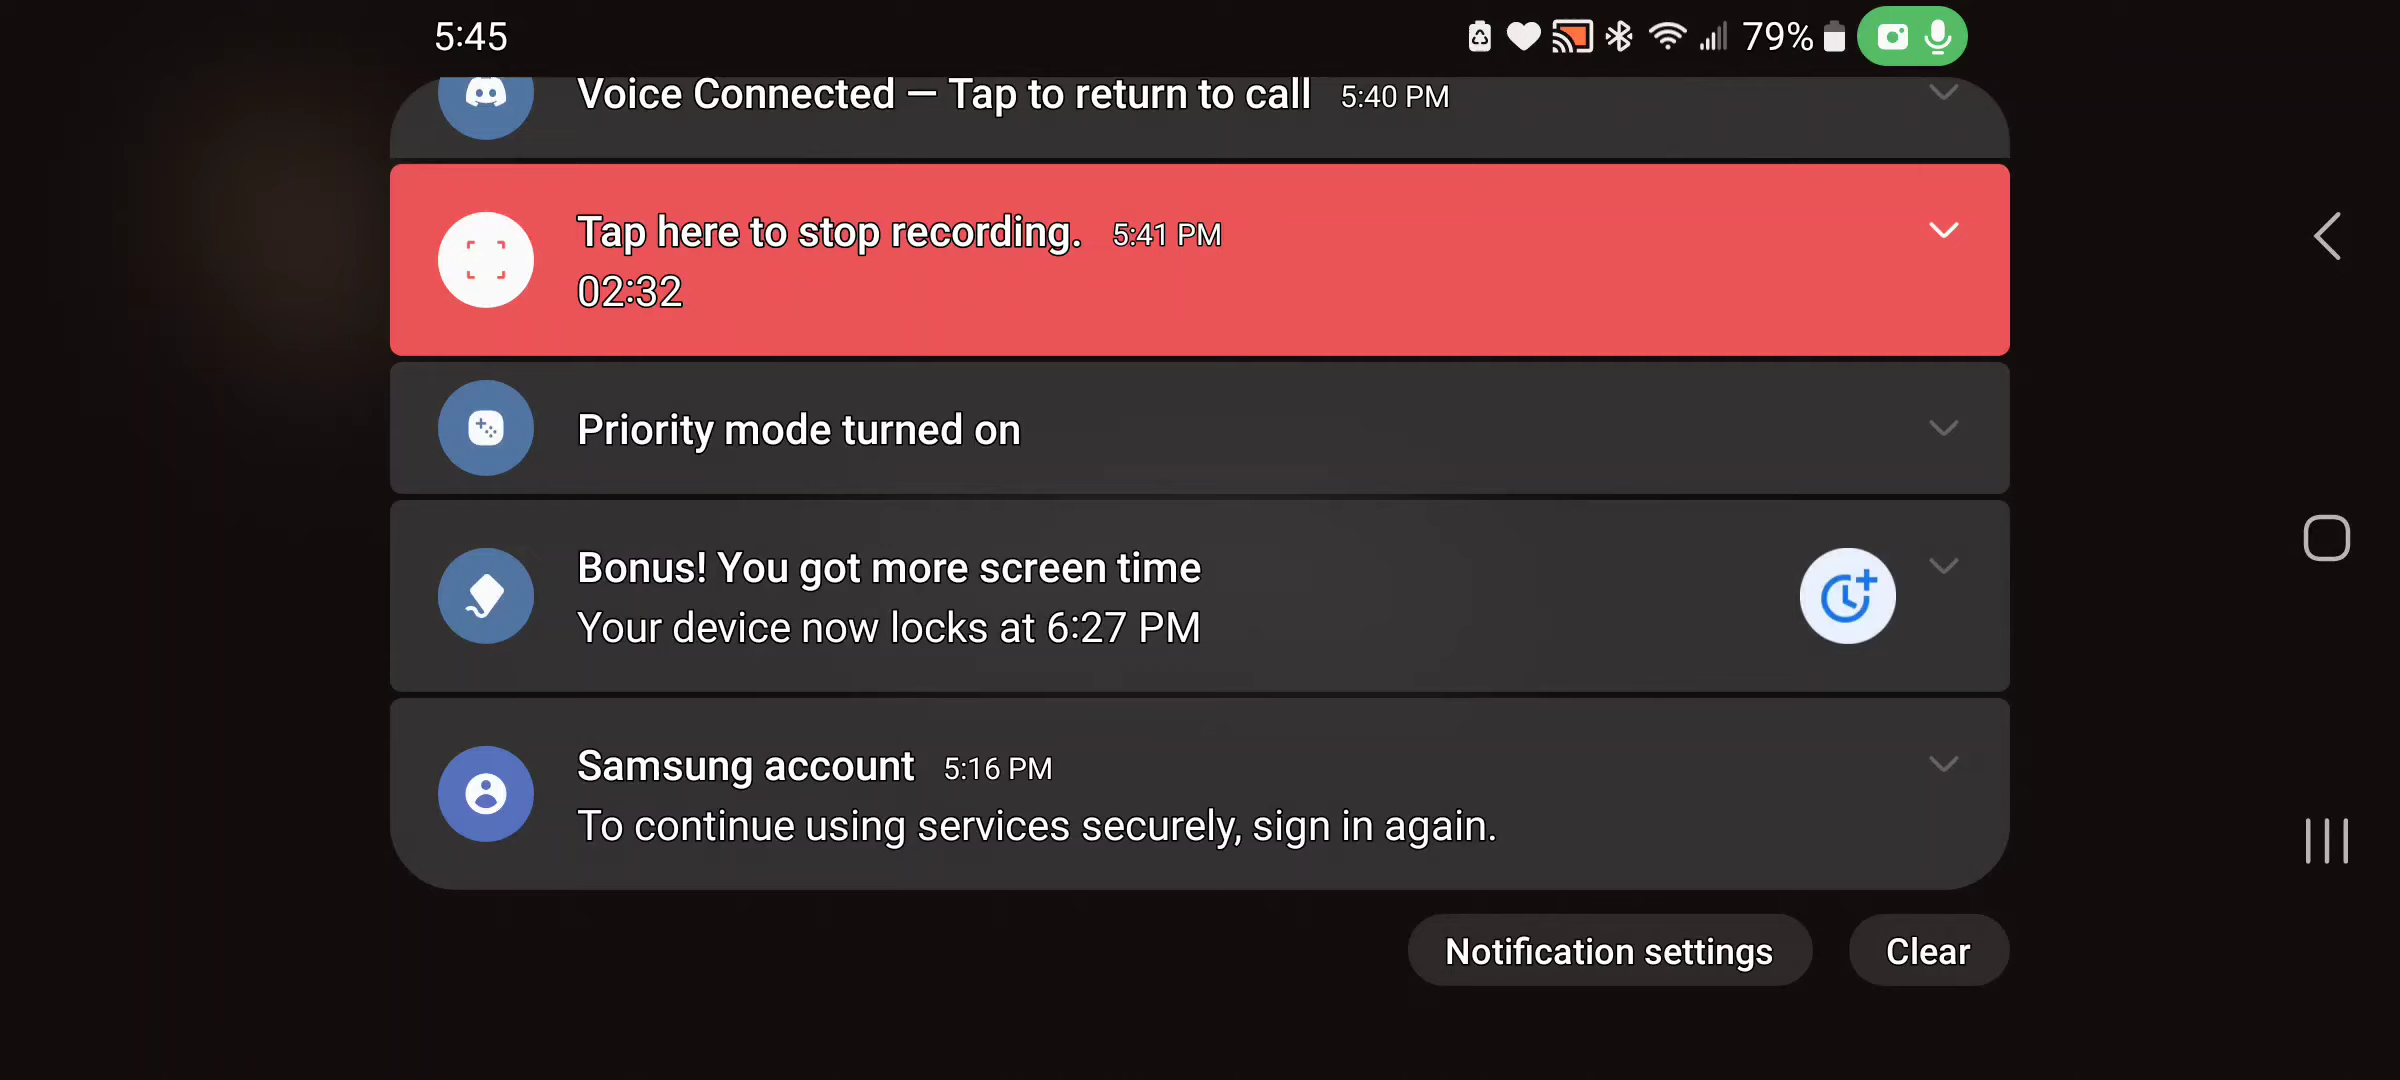 5:45
79%
Voice Connected — Tap to return to call 5:40 PM
Tap here to stop recording. 5:41 PM
02:32
Priority mode turned on
Bonus! You got more screen time
Your device now locks at 6:27 PM
Samsung account 5:16 PM
To continue using services securely, sign in again.
Notification settings
Clear